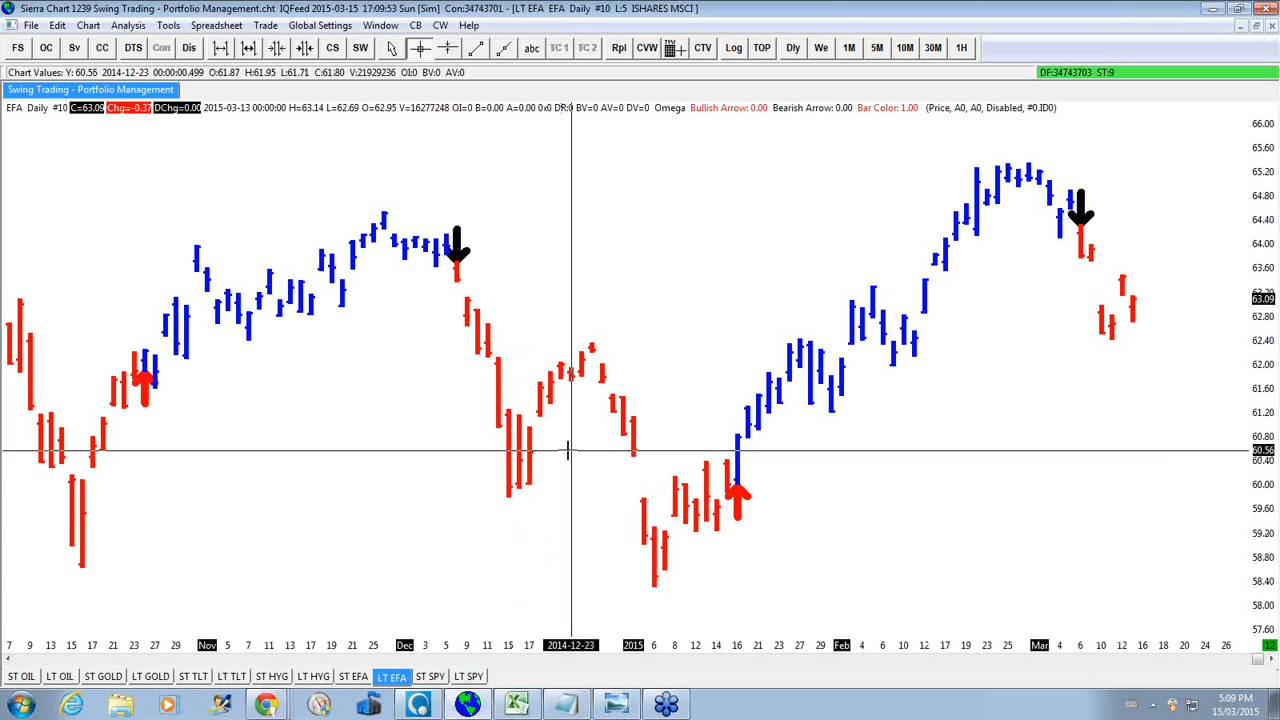 Sierra Chart 1239 Swing Trading - Portfolio Management.cht IQFeed 2015-03-15 17:09:53 Sun [Sim] Con:34743701 - [LT EFA EFA Daily #10 L:5 ISHARES MSCI ]
File Edit Chart Analysis Tools Spreadsheet Trade Global Settings Window CB CW Help
FS OC Sv CC DTS Con Dis CS SW abc TC 1 TC 2 Rpl CVW CTV Log TOP Dly We 1M 5M 10M 30M 1H
Chart Values: Y: 60.56 2014-12-23 00:00:00.499 O:61.87 H:61.95 L:61.71 C:61.80 V:21929236 OI:0 BV:0 AV:0 DF:34743703 ST:9
Swing Trading - Portfolio Management
EFA Daily #10 C=63.09 Chg=-0.37 DChg=0.00 2015-03-13 00:00:00 H=63.14 L=62.69 O=62.95 V=16277248 OI=0 B=0.00 A=0.00 0x0 DR:0 BV=0 AV=0 DV=0 Omega Bullish Arrow: 0.00 Bearish Arrow: 0.00 Bar Color: 1.00 (Price, A0, A0, Disabled, #0.ID0)
66.00
65.60
65.20
64.80
64.40
64.00
63.60
63.09
62.80
62.40
62.00
61.60
61.20
60.80
60.56
60.40
60.00
59.60
59.20
58.80
58.40
58.00
57.60
7 9 13 15 17 21 23 27 29 Nov 5 7 11 13 17 19 21 25 Dec 3 5 9 11 15 17 2014-12-23 2015 6 8 12 14 16 21 23 27 29 Feb 4 6 10 12 17 19 23 25 Mar 4 6 10 12 16 18 20 24 26 12
ST OIL LT OIL ST GOLD LT GOLD ST TLT LT TLT ST HYG LT HYG ST EFA LT EFA ST SPY LT SPY
5:09 PM
15/03/2015